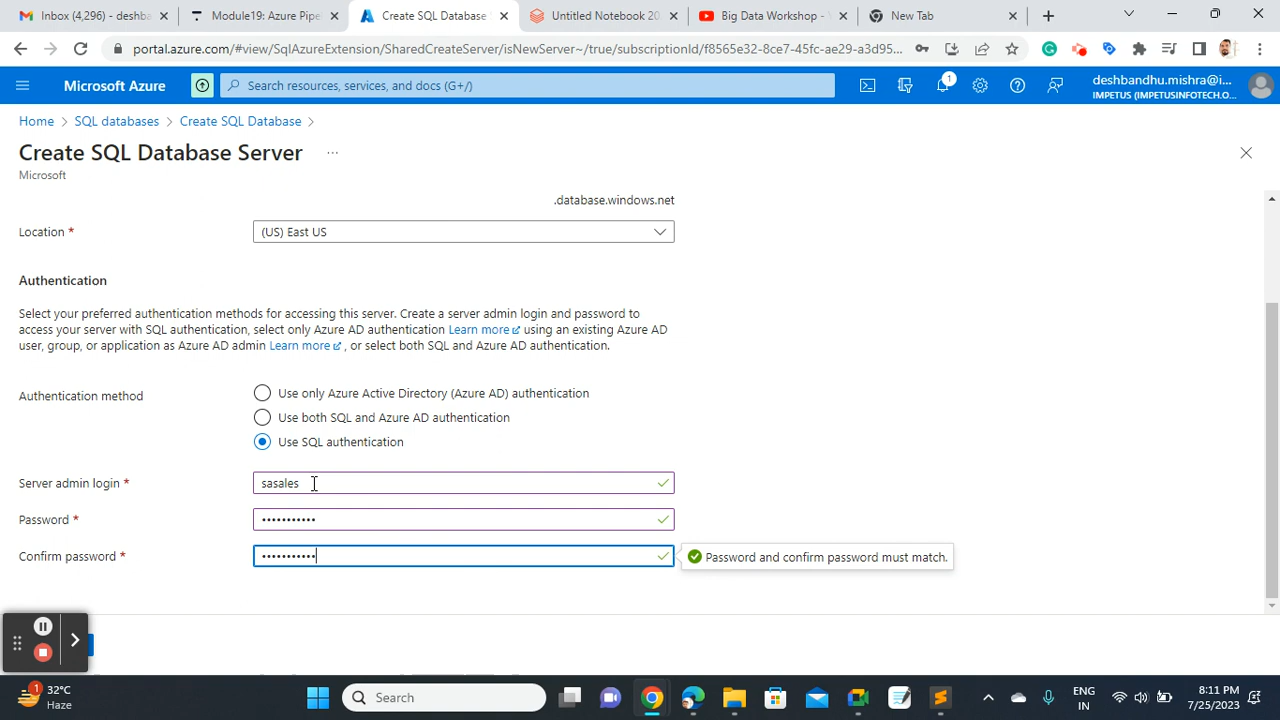 Inbox (4,296) - deshba
Module19: Azure Pipe
Create SQL Database
Untitled Notebook 20
Big Data Workshop -
New Tab
portal.azure.com/#view/SqlAzureExtension/SharedCreateServer/isNewServer~/true/subscriptionId/f8565e32-8ce7-45fc-ae29-a3d95...
Microsoft Azure
Search resources, services, and docs (G+/)
1
deshbandhu.mishra@i...
IMPETUS (IMPETUSINFOTECH.O...
Home > SQL databases > Create SQL Database >
Create SQL Database Server ...
Microsoft
.database.windows.net
Location * (US) East US
Authentication
Select your preferred authentication methods for accessing this server. Create a server admin login and password to
access your server with SQL authentication, select only Azure AD authentication Learn more using an existing Azure AD
user, group, or application as Azure AD admin Learn more , or select both SQL and Azure AD authentication.
Authentication method
Use only Azure Active Directory (Azure AD) authentication
Use both SQL and Azure AD authentication
Use SQL authentication
Server admin login * sasales
Password * •••••••••••
Confirm password * •••••••••••
Password and confirm password must match.
1
32°C
Haze
Search
ENG
IN
8:11 PM
7/25/2023